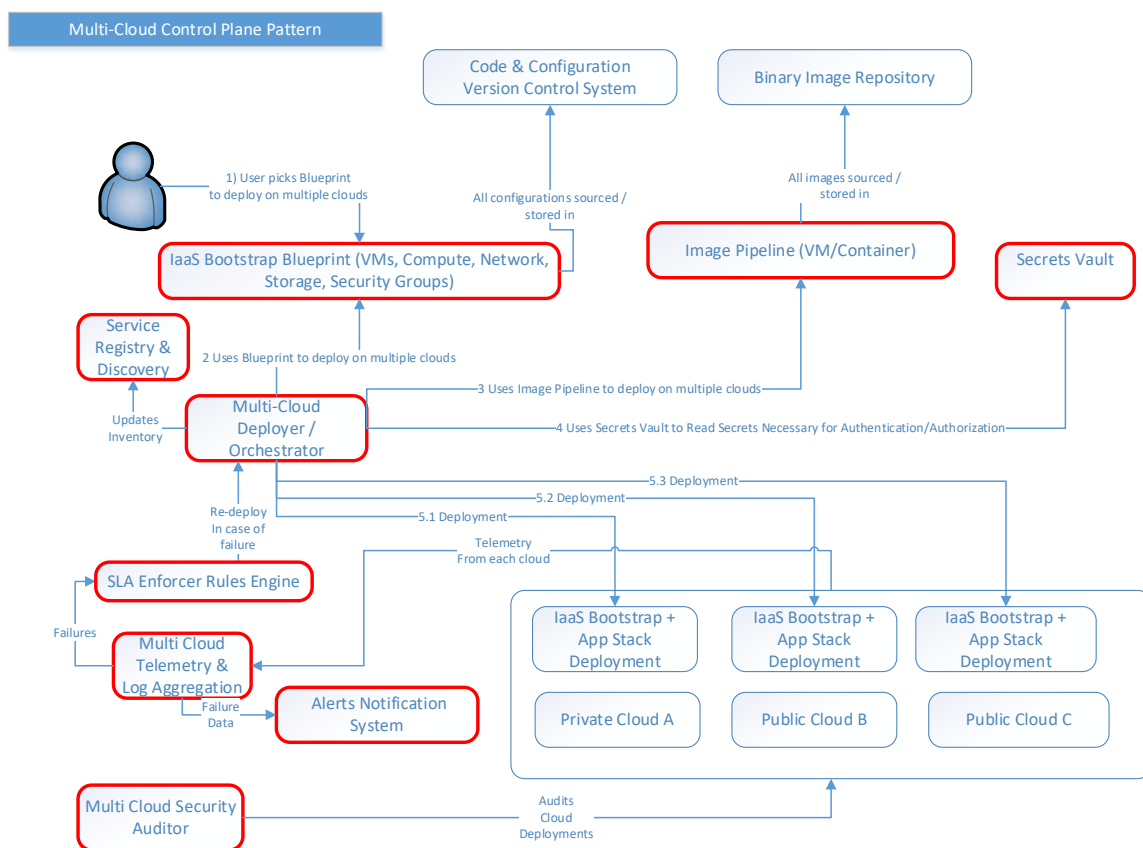 Multi-Cloud Control Plane Pattern
Code & Configuration
Version Control System
Binary Image Repository
1) User picks Blueprint
to deploy on multiple clouds
All configurations sourced /
stored in
All images sourced /
stored in
IaaS Bootstrap Blueprint (VMs, Compute, Network,
Storage, Security Groups)
Image Pipeline (VM/Container)
Secrets Vault
Service
Registry &
Discovery
2 Uses Blueprint to deploy on multiple clouds
3 Uses Image Pipeline to deploy on multiple clouds
Updates
Inventory
Multi-Cloud
Deployer /
Orchestrator
4 Uses Secrets Vault to Read Secrets Necessary for Authentication/Authorization
5.3 Deployment
5.2 Deployment
5.1 Deployment
Re-deploy
In case of
failure
Telemetry
From each cloud
SLA Enforcer Rules Engine
Failures
Multi Cloud
Telemetry &
Log Aggregation
Failure
Data
Alerts Notification
System
IaaS Bootstrap +
App Stack
Deployment
IaaS Bootstrap +
App Stack
Deployment
IaaS Bootstrap +
App Stack
Deployment
Private Cloud A
Public Cloud B
Public Cloud C
Multi Cloud Security
Auditor
Audits
Cloud
Deployments